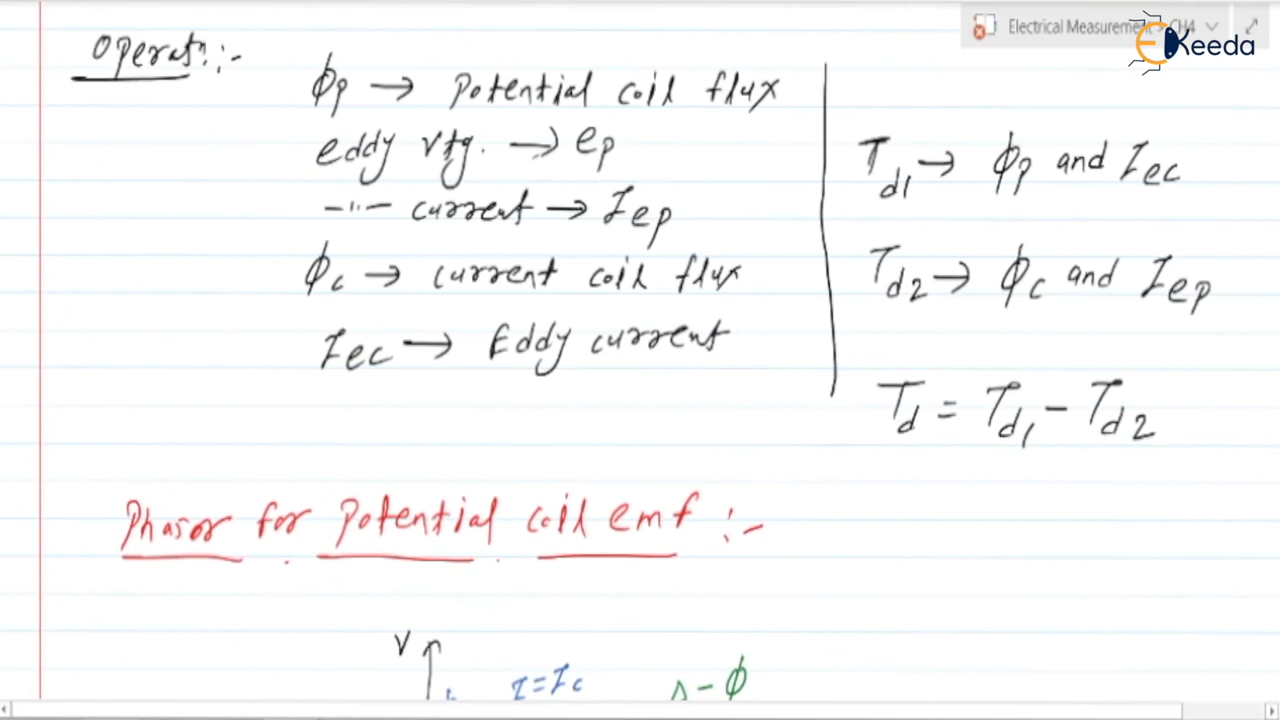 Electrical Measurement > CH4
EKeeda
Operatn:-
ϕp → Potential coil flux
eddy vtg. → ep
-"- current → Iep
ϕc → current coil flux
Iec → Eddy current
Td1 → ϕp and Iec
Td2 → ϕc and Iep
Td = Td1 - Td2
Phasor for Potential coil emf :-
V
I = Ic
Δ - ϕ